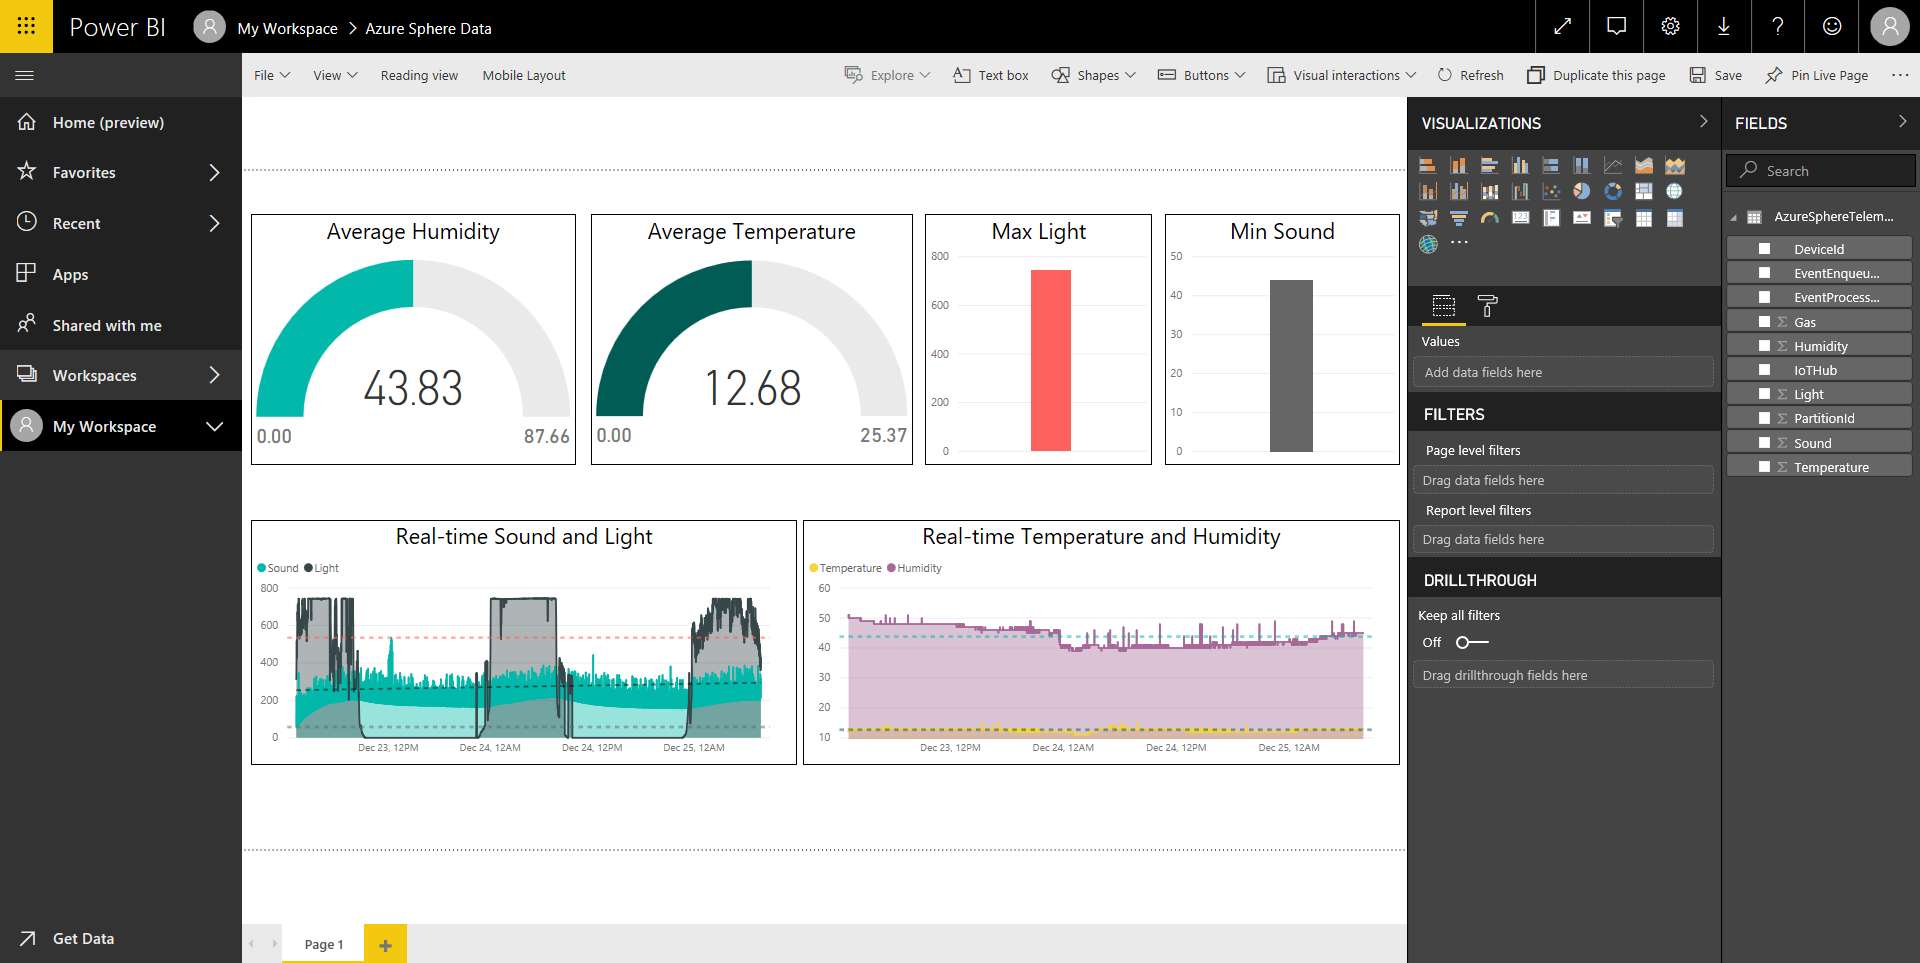 Power BI
My Workspace > Azure Sphere Data
File
View
Reading view
Mobile Layout
Explore
Text box
Shapes
Buttons
Visual interactions
Refresh
Duplicate this page
Save
Pin Live Page
...
Home (preview)
Favorites
Recent
Apps
Shared with me
Workspaces
My Workspace
Get Data
Average Humidity
43.83
0.00
87.66
Average Temperature
12.68
0.00
25.37
Max Light
800
600
400
200
0
Min Sound
50
40
30
20
10
0
Real-time Sound and Light
Sound Light
800
600
400
200
0
Dec 23, 12PM
Dec 24, 12AM
Dec 24, 12PM
Dec 25, 12AM
Real-time Temperature and Humidity
Temperature Humidity
60
50
40
30
20
10
Dec 23, 12PM
Dec 24, 12AM
Dec 24, 12PM
Dec 25, 12AM
Page 1
+
VISUALIZATIONS
123
...
Values
Add data fields here
FILTERS
Page level filters
Drag data fields here
Report level filters
Drag data fields here
DRILLTHROUGH
Keep all filters
Off
Drag drillthrough fields here
FIELDS
Search
AzureSphereTelem...
DeviceId
EventEnqueu...
EventProcess...
Σ Gas
Σ Humidity
IoTHub
Σ Light
Σ PartitionId
Σ Sound
Σ Temperature